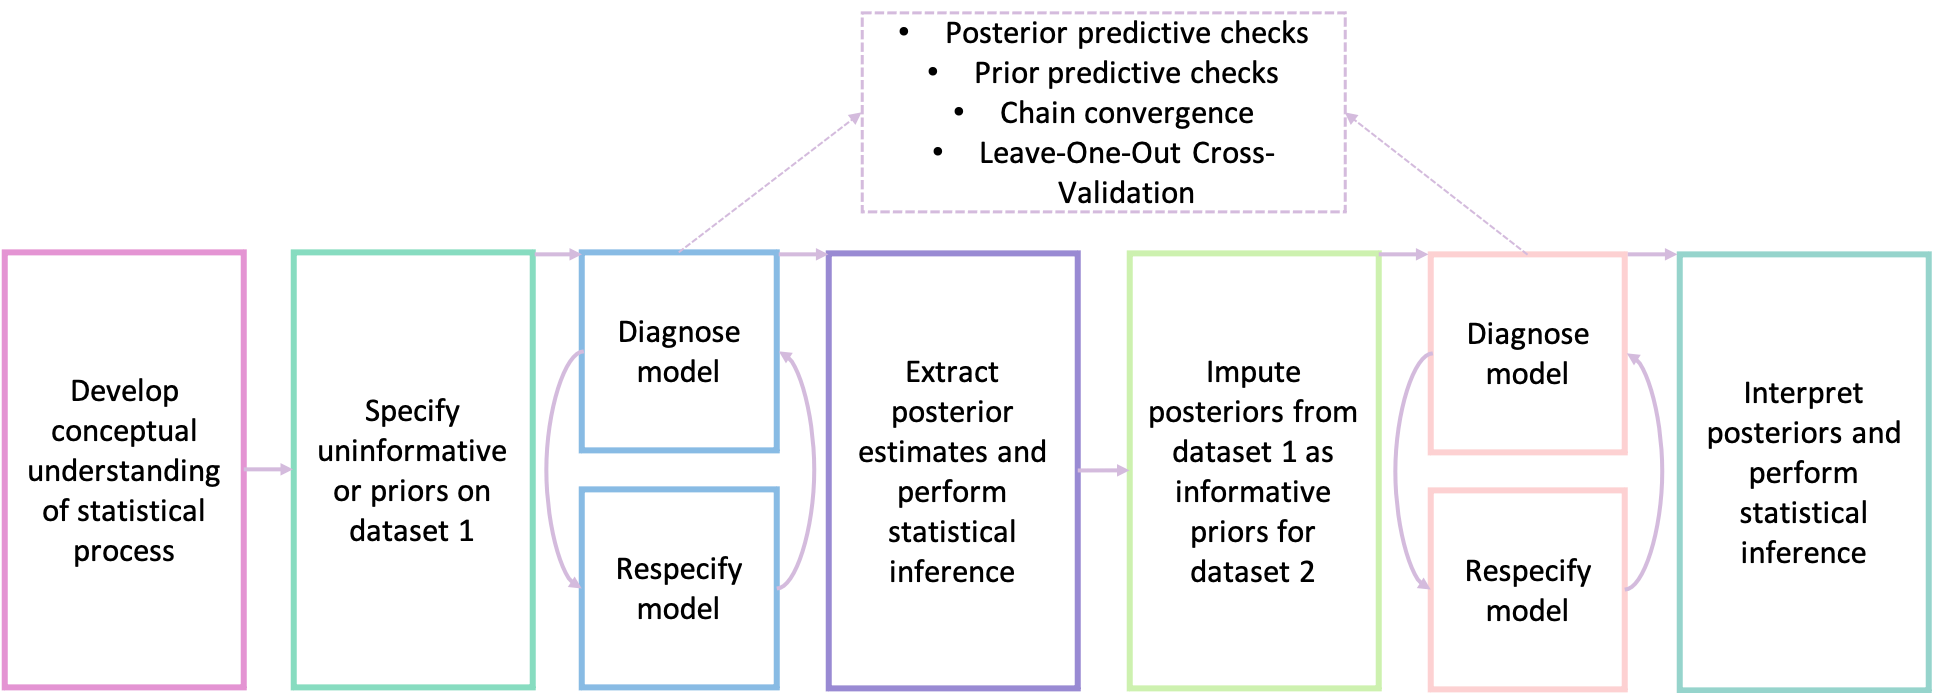 • Posterior predictive checks
• Prior predictive checks
• Chain convergence
• Leave-One-Out Cross-
Validation
Develop
conceptual
understanding
of statistical
process
Specify
uninformative
or priors on
dataset 1
Diagnose
model
Respecify
model
Extract
posterior
estimates and
perform
statistical
inference
Impute
posteriors from
dataset 1 as
informative
priors for
dataset 2
Diagnose
model
Respecify
model
Interpret
posteriors and
perform
statistical
inference